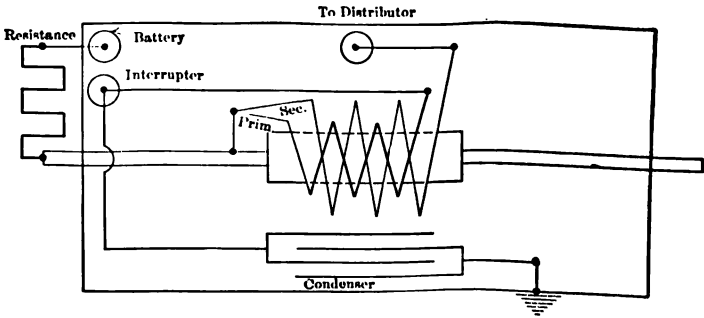 To Distributor
Resistance
Battery
Interrupter
Sec.
Prim
Condenser